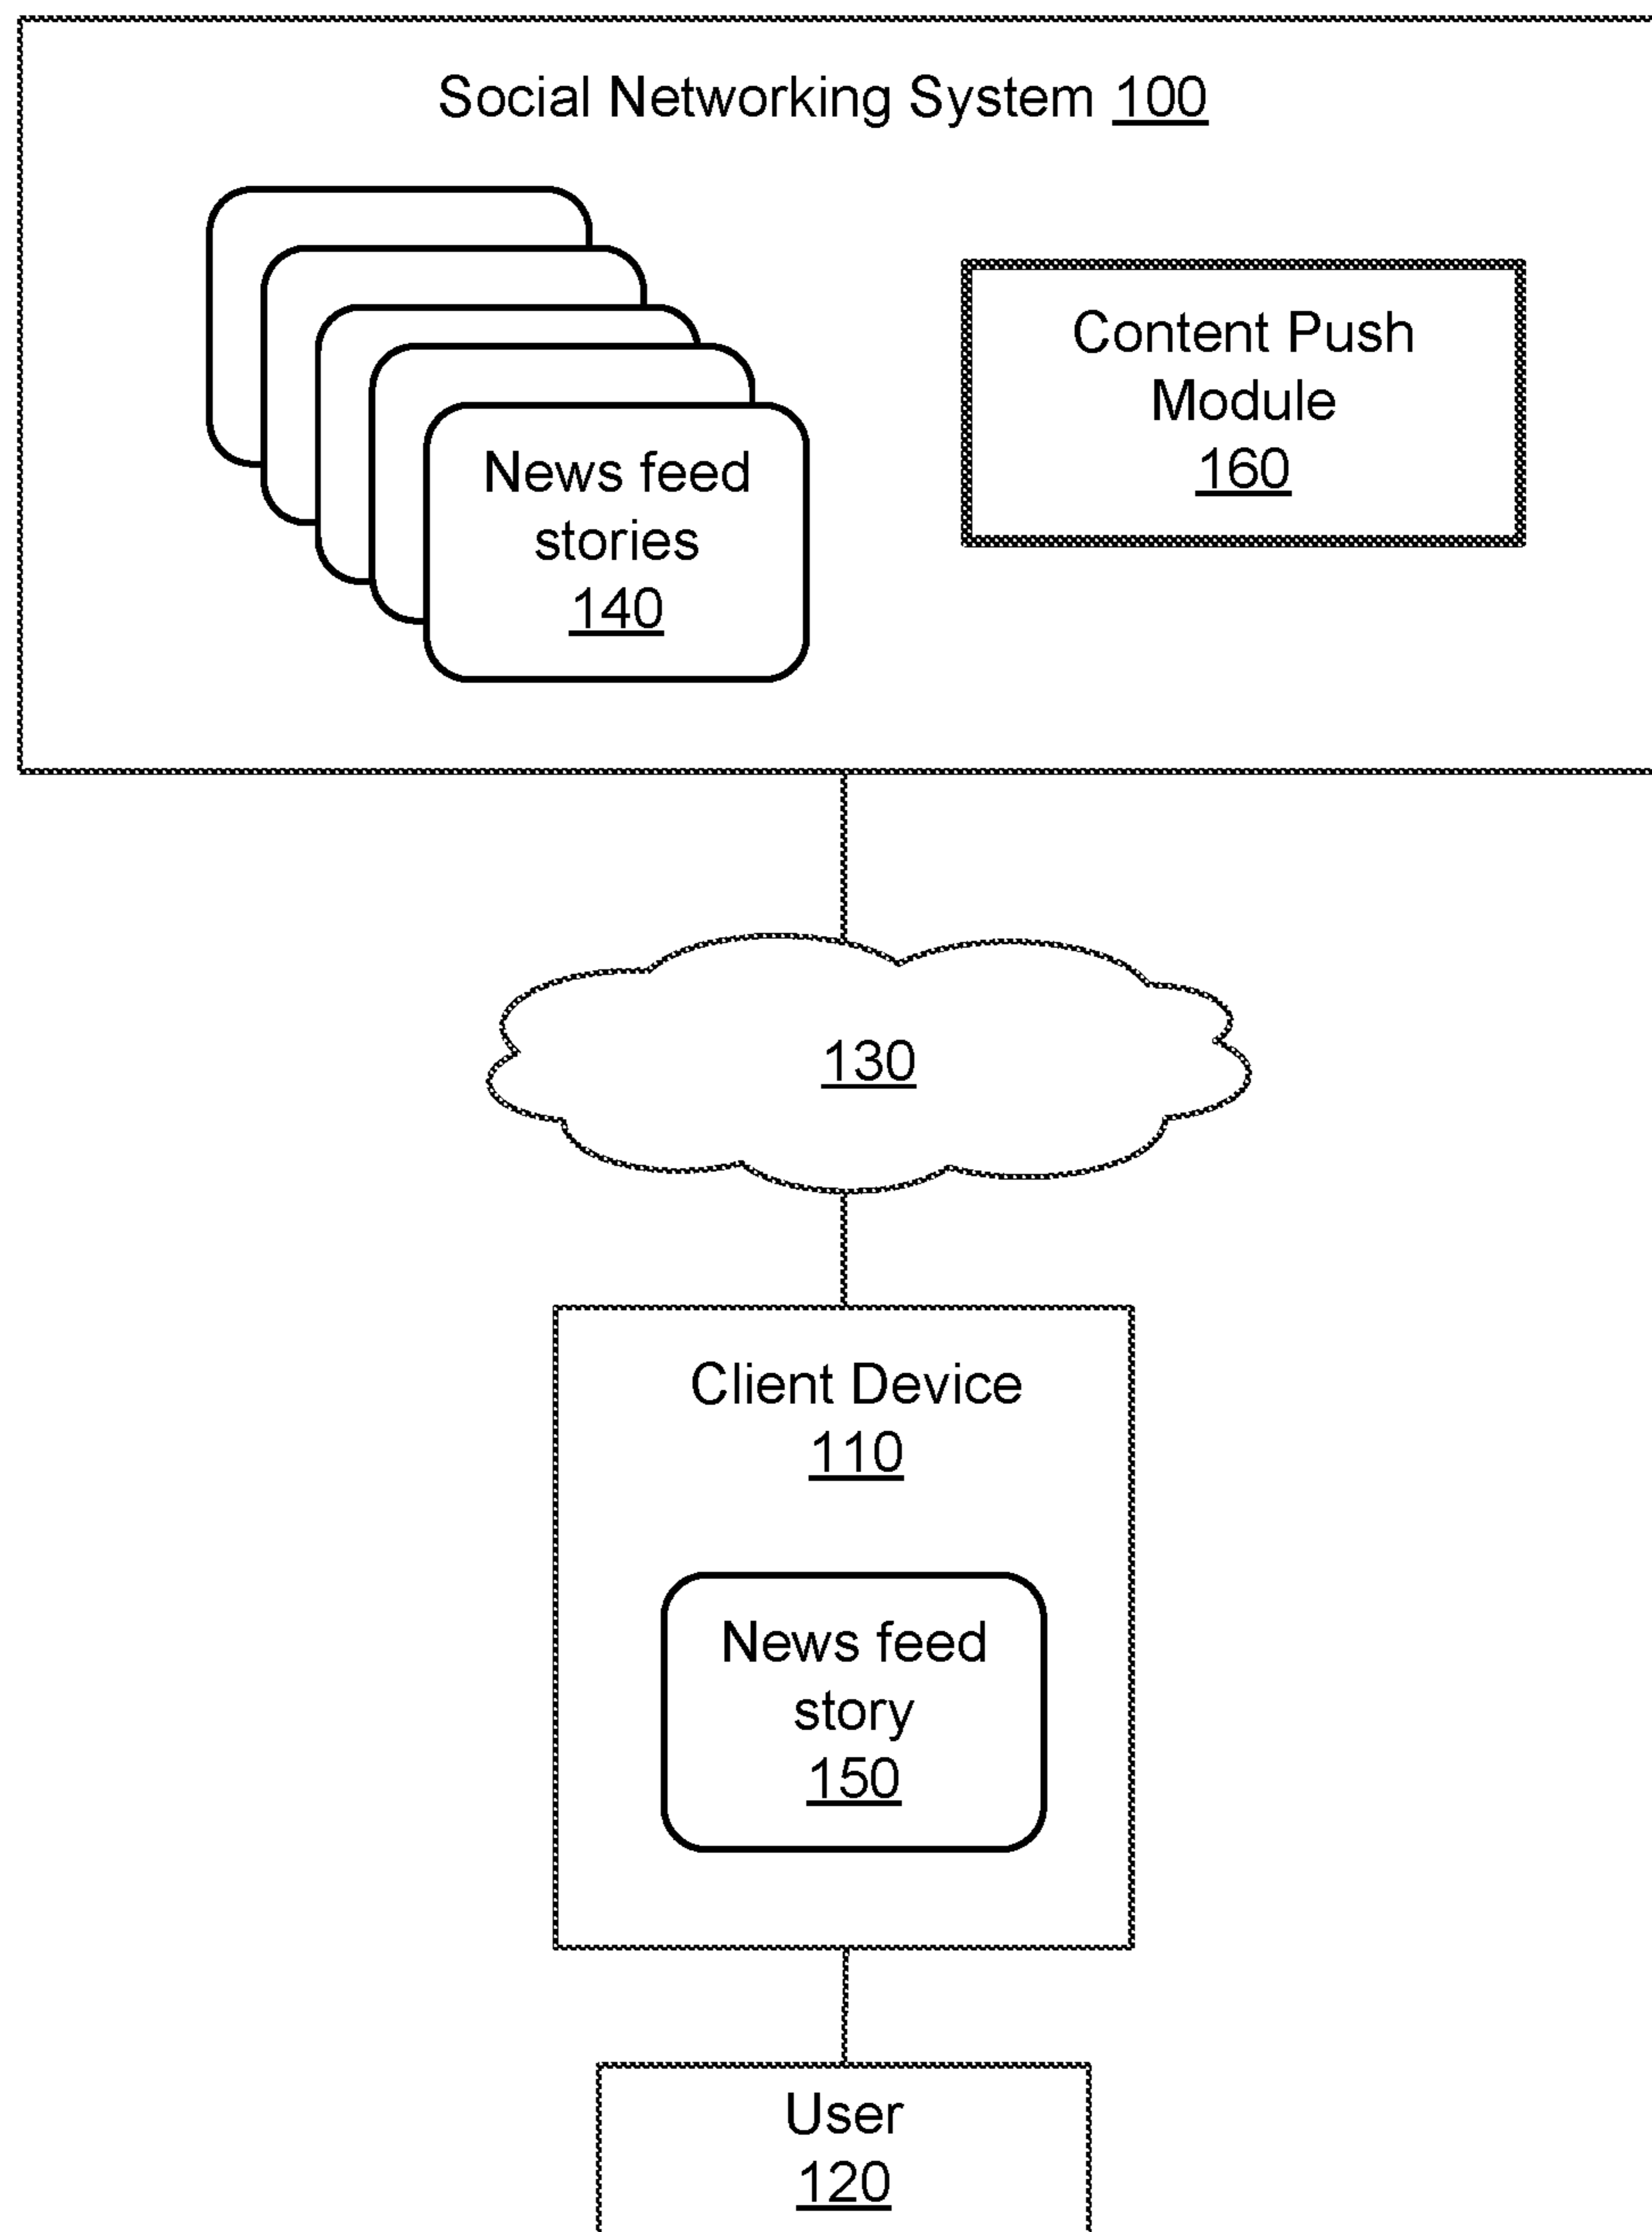 Social Networking System 100
News feed
stories
140
Content Push
Module
160
130
Client Device
110
News feed
story
150
User
120